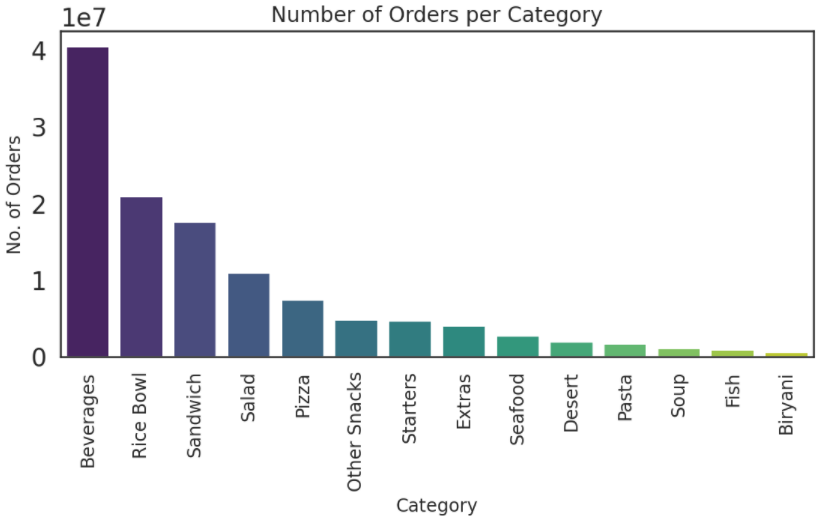 Number of Orders per Category
1e7
No. of Orders
4
3
2
1
0
Beverages
Rice Bowl
Sandwich
Salad
Pizza
Other Snacks
Starters
Extras
Seafood
Desert
Pasta
Soup
Fish
Biryani
Category